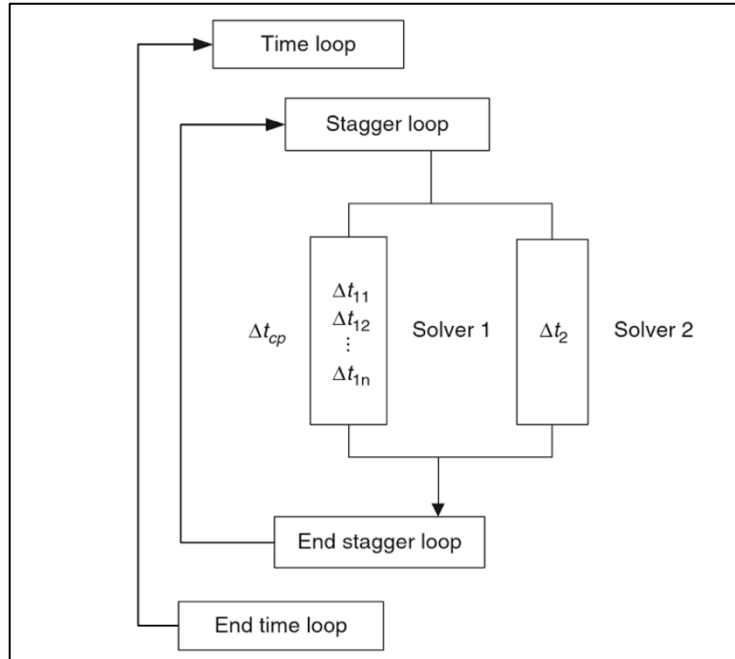 Time loop
Stagger loop
Δt11
Δt12
⋮
Δt1n
Δtcp
Solver 1
Δt2
Solver 2
End stagger loop
End time loop